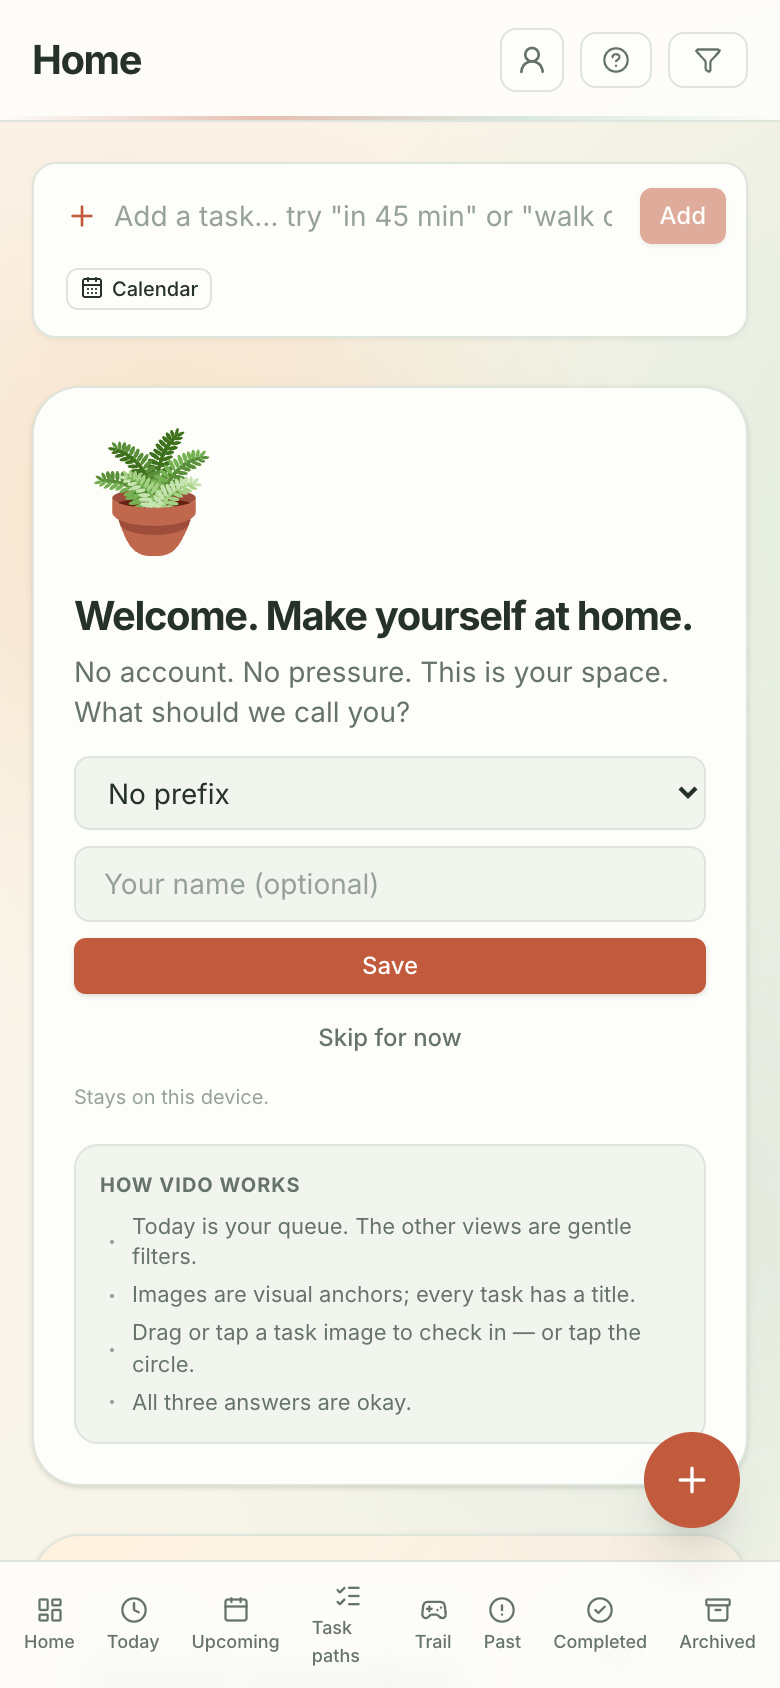 Home
Add a task... try "in 45 min" or "walk
Add
Calendar
Welcome. Make yourself at home.
No account. No pressure. This is your space.
What should we call you?
No prefix
Your name (optional)
Save
Skip for now
Stays on this device.
HOW VIDO WORKS
· Today is your queue. The other views are gentle
filters.
· Images are visual anchors; every task has a title.
· Drag or tap a task image to check in — or tap the
circle.
· All three answers are okay.
Home
Today
Upcoming
Task
paths
Trail
Past
Completed
Archived